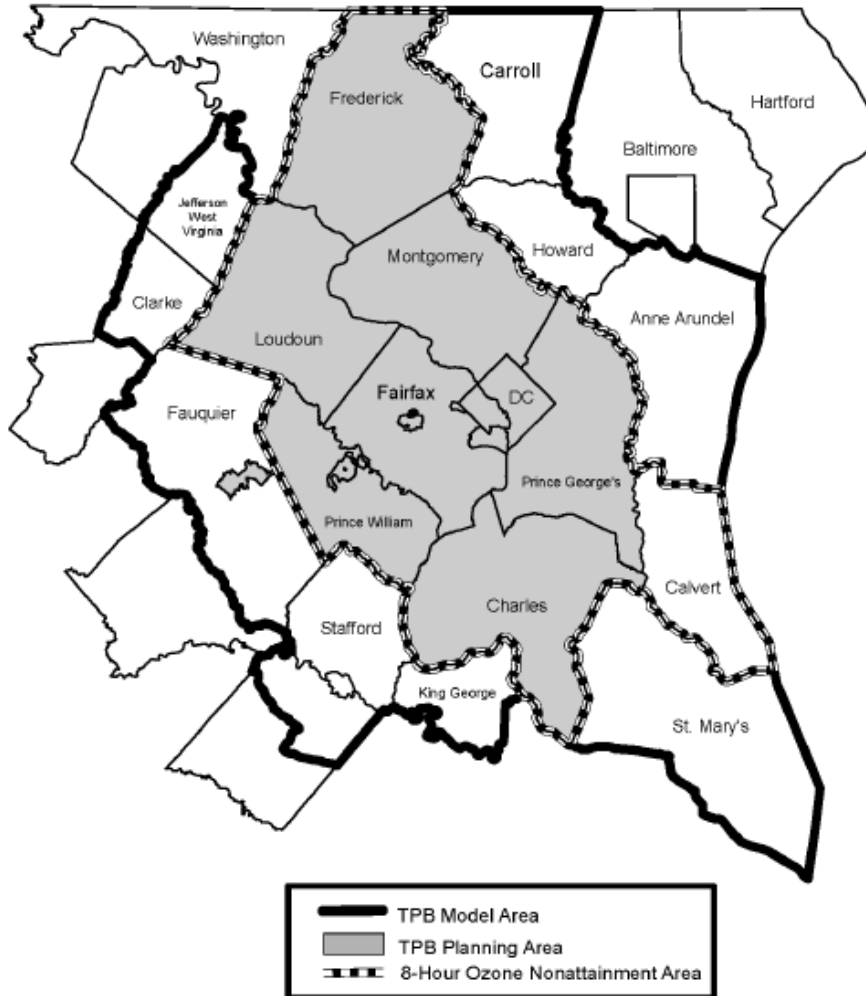 Washington
Carroll
Hartford
Frederick
Baltimore
Jefferson
West
Virginia
Howard
Montgomery
Clarke
Anne Arundel
Loudoun
Fairfax
DC
Fauquier
Prince George's
Prince William
Calvert
Charles
Stafford
King George
St. Mary's
TPB Model Area
TPB Planning Area
8-Hour Ozone Nonattainment Area